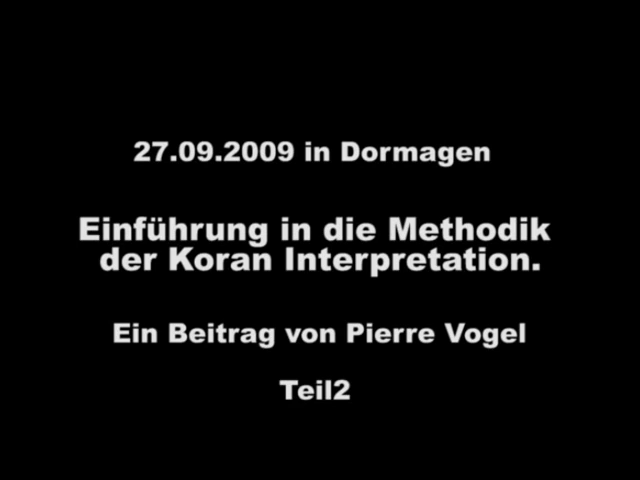 27.09.2009 in Dormagen
Einführung in die Methodik
der Koran Interpretation.
Ein Beitrag von Pierre Vogel
Teil2